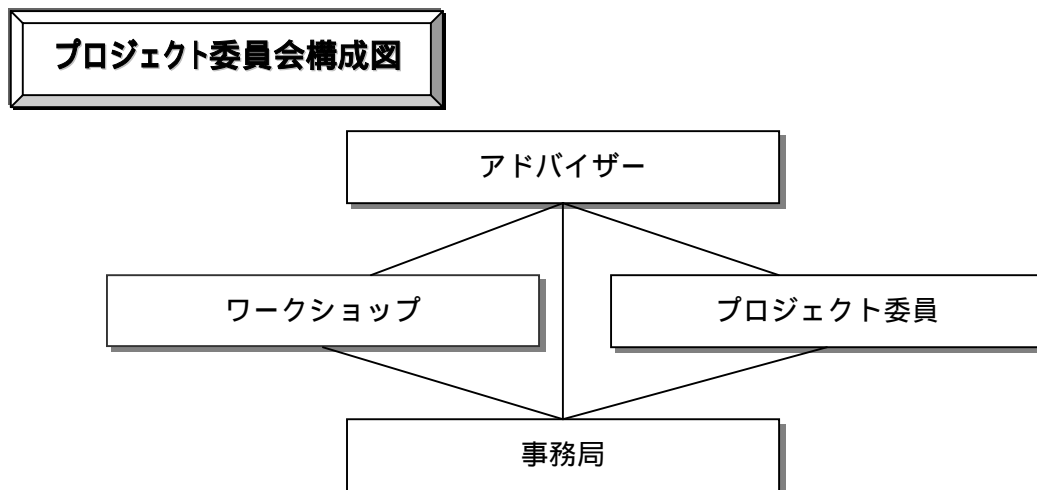 プロジェクト委員会構成図
アドバイザー
ワークショップ
プロジェクト委員
事務局